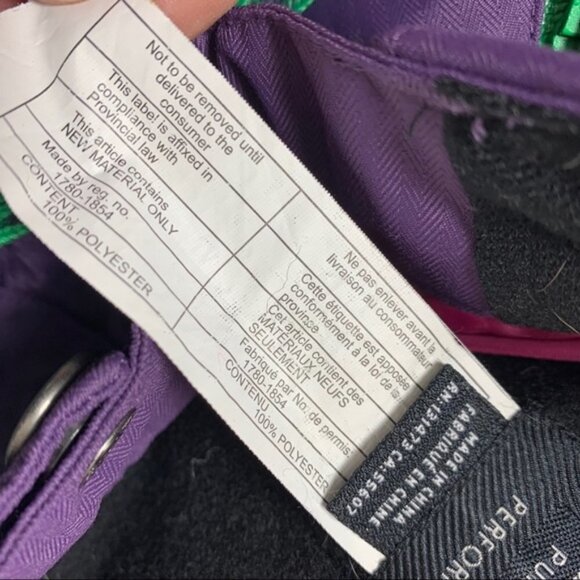 Not to be removed until
delivered to the
consumer
This label is affixed in
compliance with
Provincial law
This article contains
NEW MATERIAL ONLY
Made by reg. no.
1780-1854
CONTENU
100% POLYESTER
Ne pas enlever avant la
livraison au consommateur
Cette étiquette est apposée
conformément à la loi de la
province.
Cet article contient des
MATÉRIAUX NEUFS
SEULEMENT
Fabriqué par No. de permis.
1780-1854
CONTENU
100% POLYESTER
MADE IN CHINA
FABRIQUE EN CHINE
PERFORM